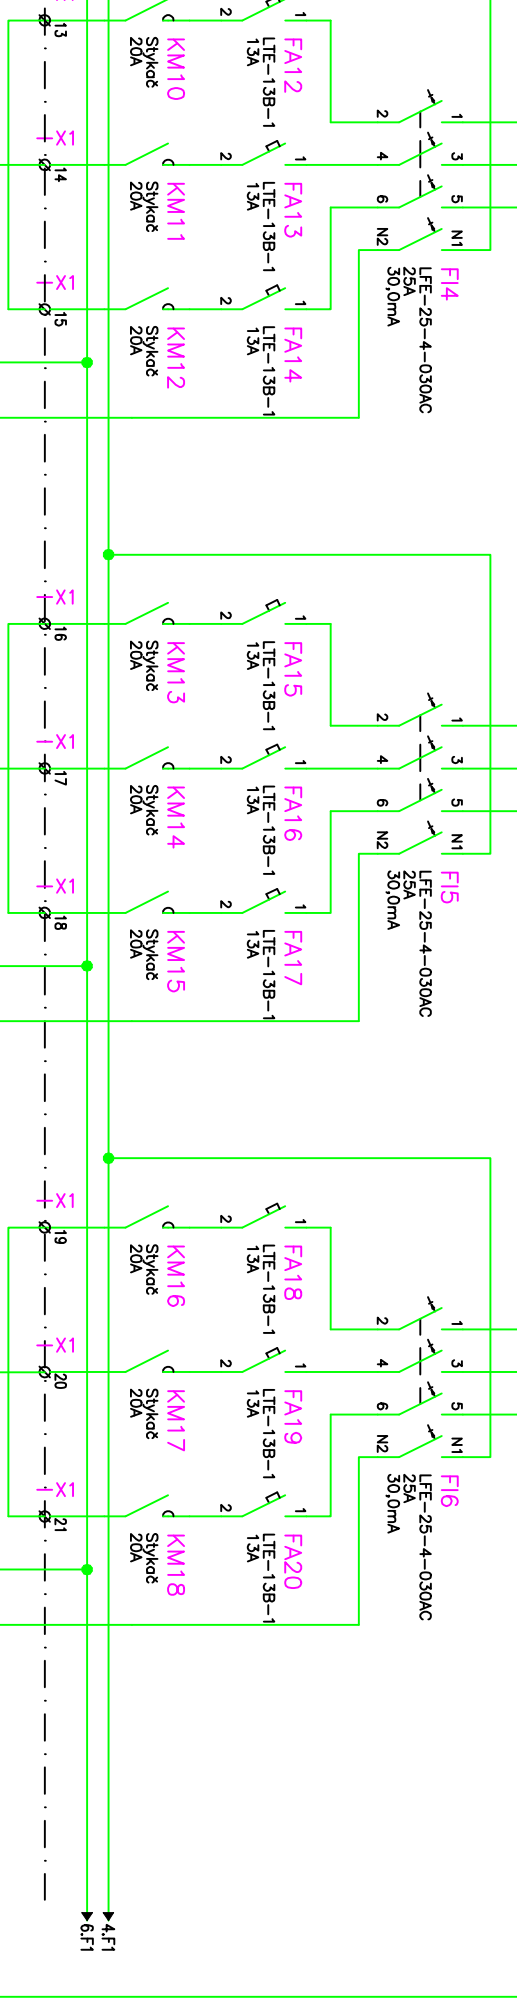 1
3
5
N1
2
4
6
N2
FI4
LFE-25-4-030AC
25A
30,0mA
1
2
FA12
LTE-13B-1
13A
1
2
FA13
LTE-13B-1
13A
1
2
FA14
LTE-13B-1
13A
KM10
Stykač
20A
KM11
Stykač
20A
KM12
Stykač
20A
13
X1
14
X1
15
1
3
5
N1
2
4
6
N2
FI5
LFE-25-4-030AC
25A
30,0mA
1
2
FA15
LTE-13B-1
13A
1
2
FA16
LTE-13B-1
13A
1
2
FA17
LTE-13B-1
13A
KM13
Stykač
20A
KM14
Stykač
20A
KM15
Stykač
20A
X1
16
X1
17
X1
18
1
3
5
N1
2
4
6
N2
FI6
LFE-25-4-030AC
25A
30,0mA
1
2
FA18
LTE-13B-1
13A
1
2
FA19
LTE-13B-1
13A
1
2
FA20
LTE-13B-1
13A
KM16
Stykač
20A
KM17
Stykač
20A
KM18
Stykač
20A
X1
19
X1
20
X1
21
4.F1
6.F1